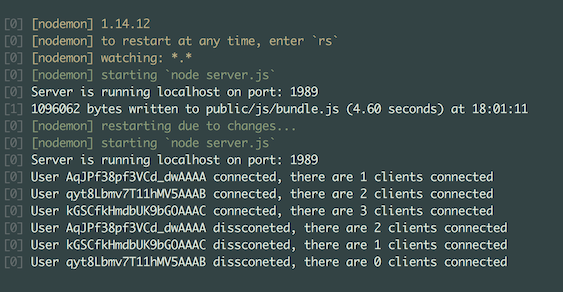 [0] [nodemon] 1.14.12
[0] [nodemon] to restart at any time, enter `rs`
[0] [nodemon] watching: *.*
[0] [nodemon] starting `node server.js`
[0] Server is running localhost on port: 1989
[1] 1096062 bytes written to public/js/bundle.js (4.60 seconds) at 18:01:11
[0] [nodemon] restarting due to changes...
[0] [nodemon] starting `node server.js`
[0] Server is running localhost on port: 1989
[0] User AqJPf38pf3VCd_dwAAAA connected, there are 1 clients connected
[0] User qyt8Lbmv7T11hMV5AAAB connected, there are 2 clients connected
[0] User kGSCfkHmdbUK9bGOAAAC connected, there are 3 clients connected
[0] User AqJPf38pf3VCd_dwAAAA dissconeted, there are 2 clients connected
[0] User kGSCfkHmdbUK9bGOAAAC dissconeted, there are 1 clients connected
[0] User qyt8Lbmv7T11hMV5AAAB dissconeted, there are 0 clients connected